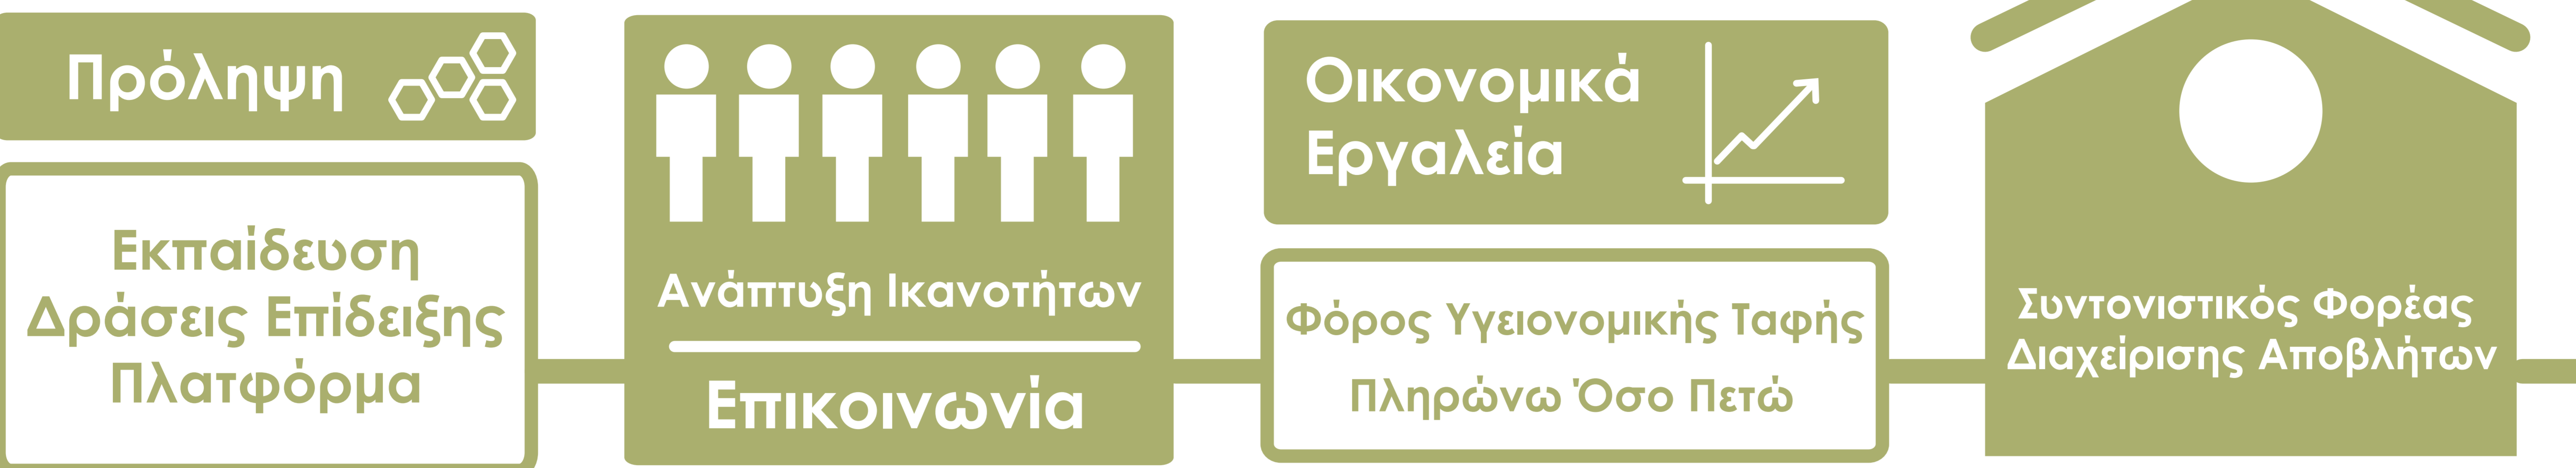 Πρόληψη
Εκπαίδευση
Δράσεις Επίδειξης
Πλατφόρμα
Ανάπτυξη Ικανοτήτων
Επικοινωνία
Οικονομικά
Εργαλεία
Φόρος Υγειονομικής Ταφής
Πληρώνω Όσο Πετώ
Συντονιστικός Φορέας
Διαχείρισης Αποβλήτων